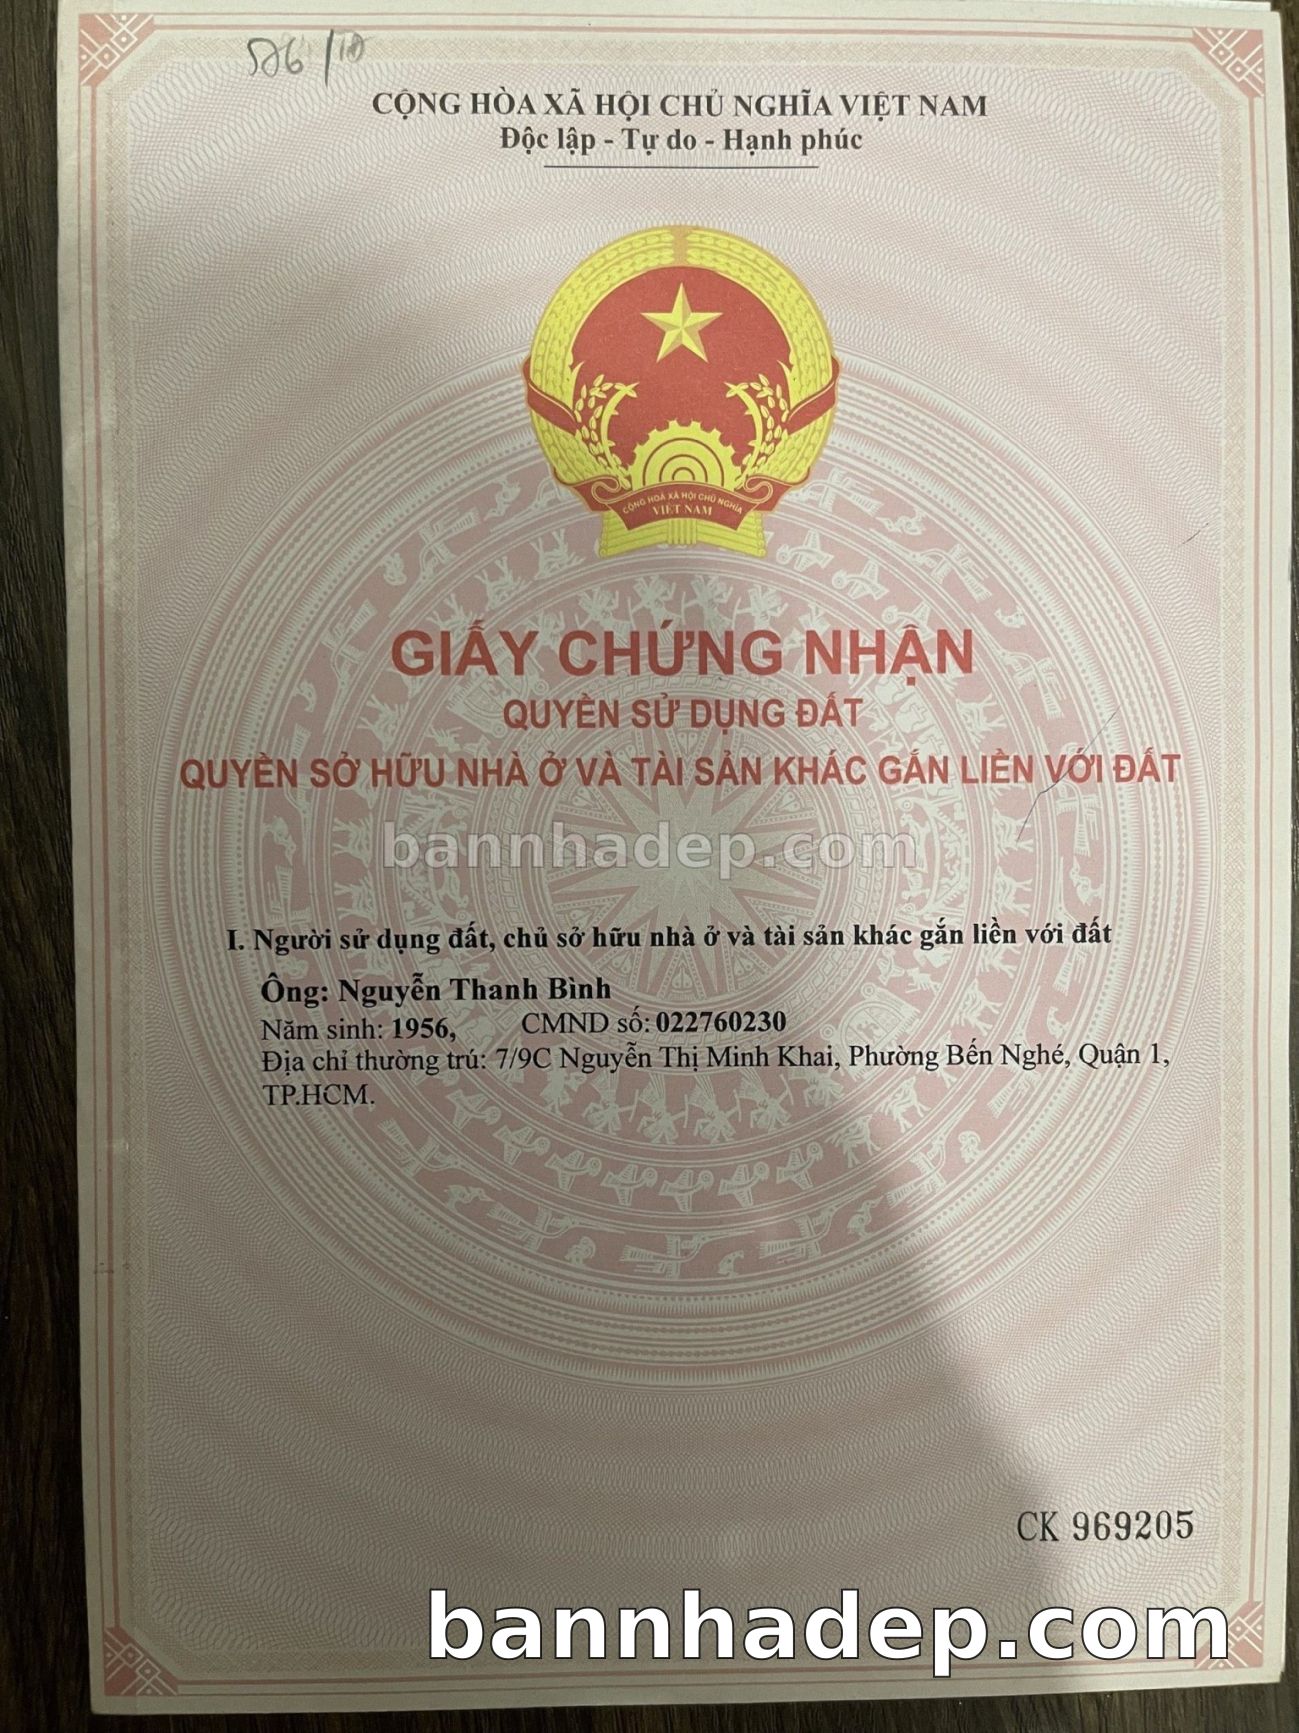 CỘNG HÒA XÃ HỘI CHỦ NGHĨA VIỆT NAM
Độc lập - Tự do - Hạnh phúc
CỘNG HOÀ XÃ HỘI CHỦ NGHĨA
VIỆT NAM
GIẤY CHỨNG NHẬN
QUYỀN SỬ DỤNG ĐẤT
QUYỀN SỞ HỮU NHÀ Ở VÀ TÀI SẢN KHÁC GẮN LIỀN VỚI ĐẤT
bannhadep.com
I. Người sử dụng đất, chủ sở hữu nhà ở và tài sản khác gắn liền với đất
Ông: Nguyễn Thanh Bình
Năm sinh: 1956, CMND số: 022760230
Địa chỉ thường trú: 7/9C Nguyễn Thị Minh Khai, Phường Bến Nghé, Quận 1,
TP.HCM.
CK 969205
bannhadep.com